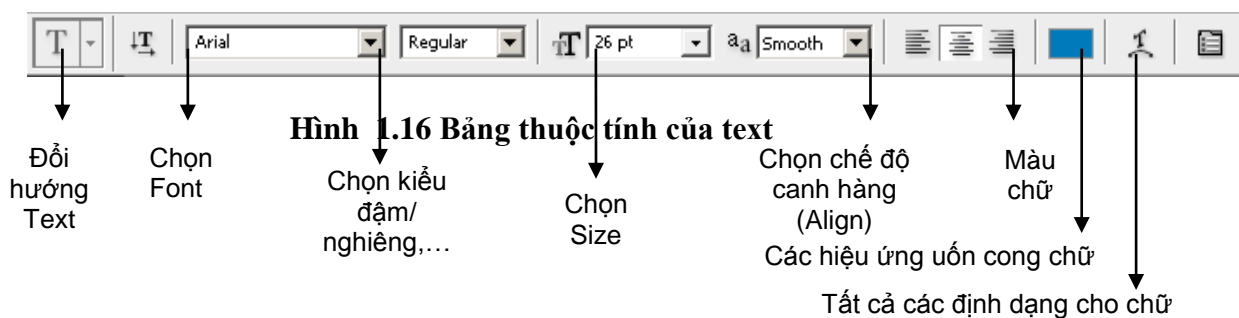 T T Arial Regular T 26 pt aa Smooth T
Hình 1.16 Bảng thuộc tính của text
Đổi
hướng
Text
Chọn
Font
Chọn kiểu
đậm/
nghiêng,…
Chọn
Size
Chọn chế độ
canh hàng
(Align)
Màu
chữ
Các hiệu ứng uốn cong chữ
Tất cả các định dạng cho chữ